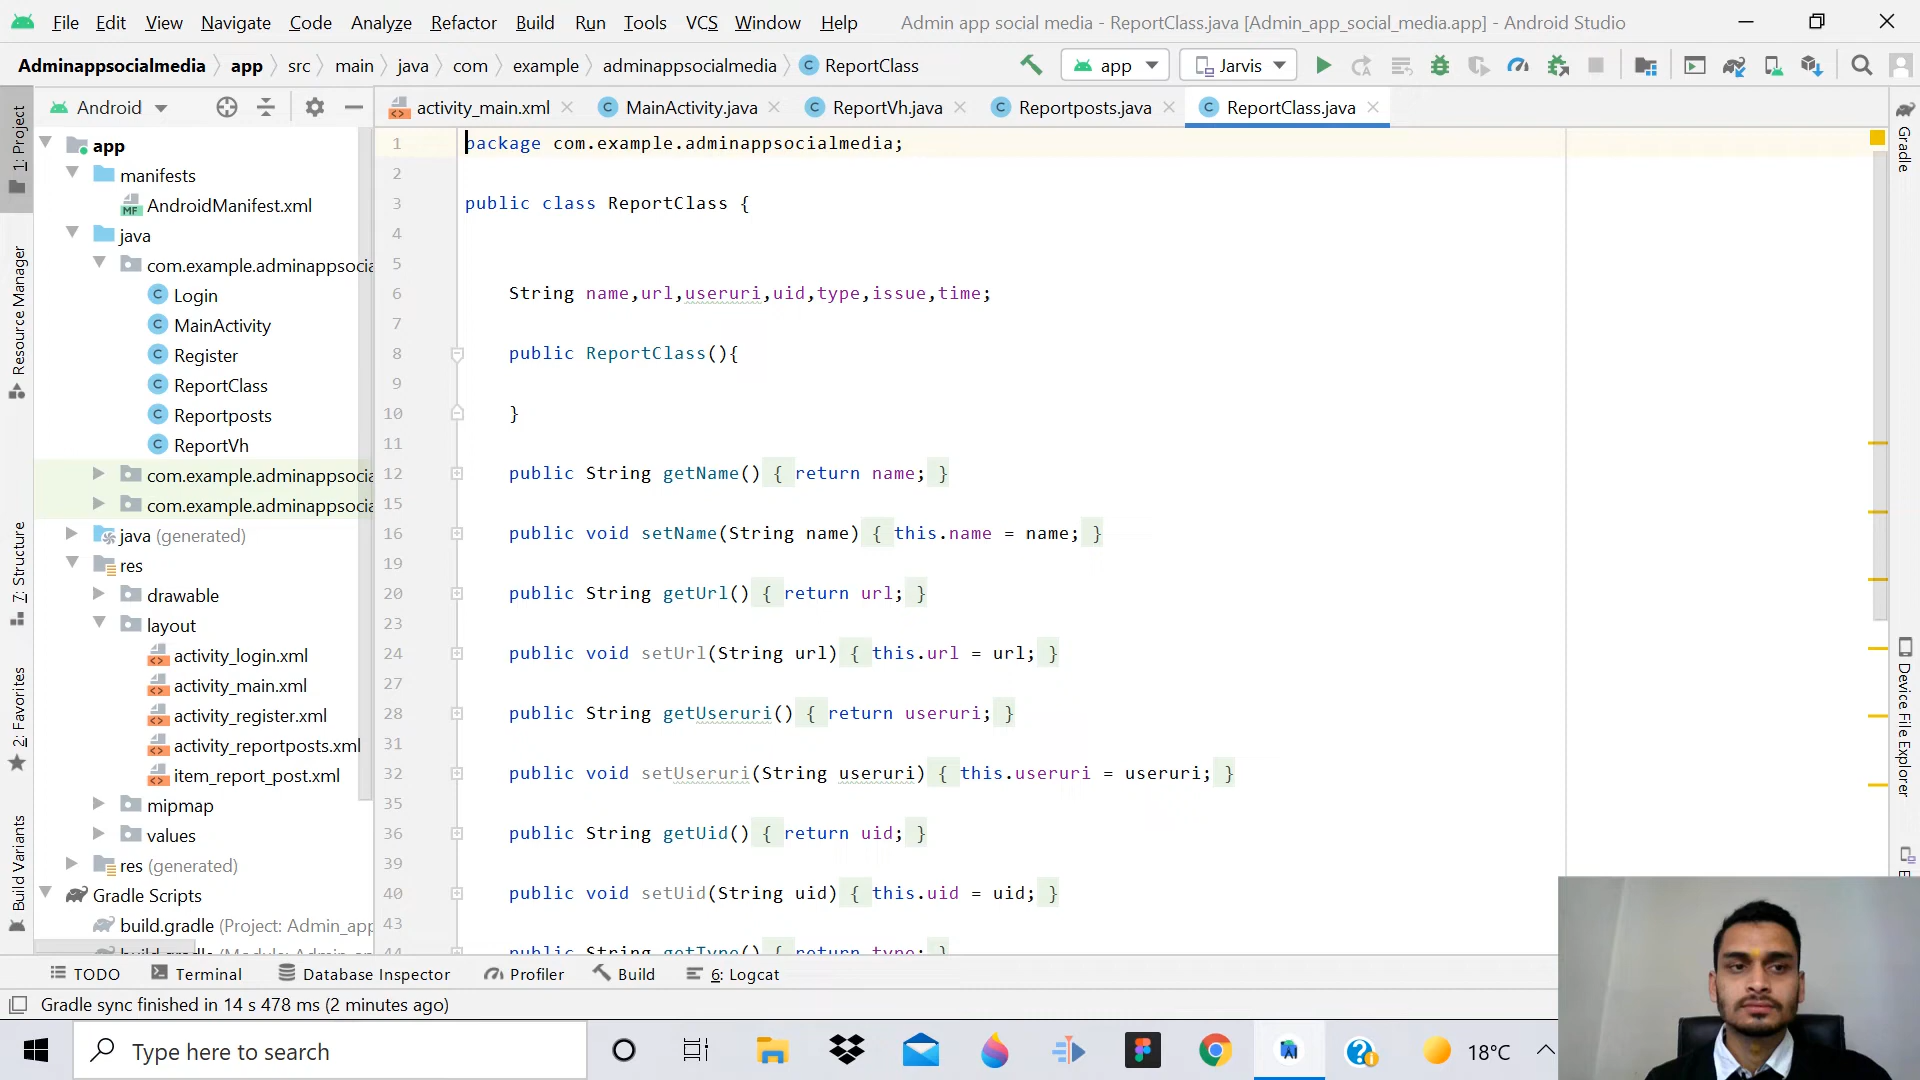 File Edit View Navigate Code Analyze Refactor Build Run Tools VCS Window Help Admin app social media - ReportClass.java [Admin_app_social_media.app] - Android Studio
Adminappsocialmedia app src main java com example adminappsocialmedia ReportClass app Jarvis
Android activity_main.xml MainActivity.java ReportVh.java Reportposts.java ReportClass.java
1: Project
Resource Manager
7: Structure
2: Favorites
Build Variants
app
manifests
AndroidManifest.xml
java
com.example.adminappsocia
Login
MainActivity
Register
ReportClass
Reportposts
ReportVh
com.example.adminappsocia
com.example.adminappsocia
java (generated)
res
drawable
layout
activity_login.xml
activity_main.xml
activity_register.xml
activity_reportposts.xml
item_report_post.xml
mipmap
values
res (generated)
Gradle Scripts
build.gradle (Project: Admin_app
1 package com.example.adminappsocialmedia;
2
3 public class ReportClass {
4
5
6 String name,url,useruri,uid,type,issue,time;
7
8 public ReportClass(){
9
10 }
11
12 public String getName() { return name; }
15
16 public void setName(String name) { this.name = name; }
19
20 public String getUrl() { return url; }
23
24 public void setUrl(String url) { this.url = url; }
27
28 public String getUseruri() { return useruri; }
31
32 public void setUseruri(String useruri) { this.useruri = useruri; }
35
36 public String getUid() { return uid; }
39
40 public void setUid(String uid) { this.uid = uid; }
43
44 public String getType() { return type; }
Gradle
Device File Explorer
TODO Terminal Database Inspector Profiler Build 6: Logcat
Gradle sync finished in 14 s 478 ms (2 minutes ago)
Type here to search 18°C